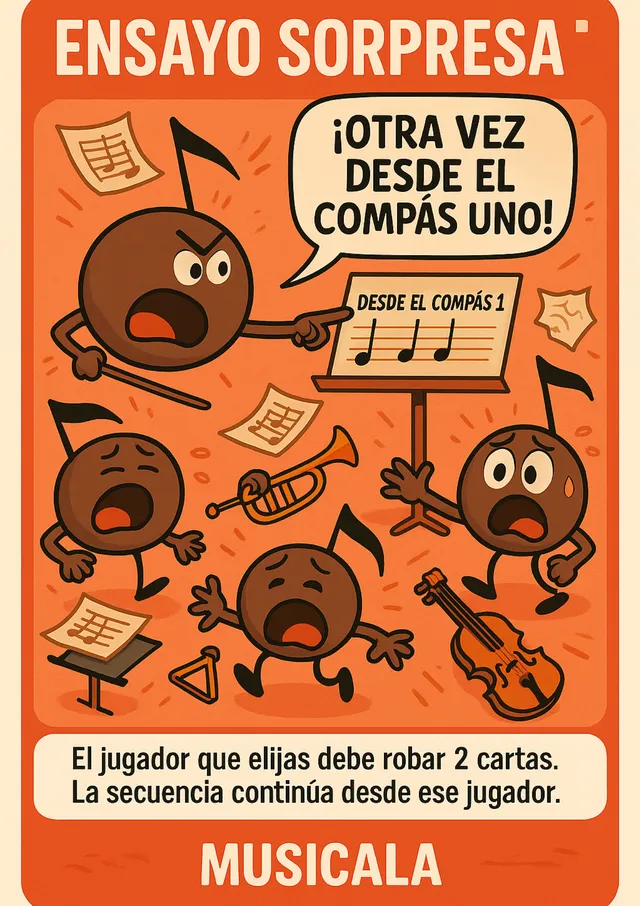 ENSAYO SORPRESA
¡OTRA VEZ
DESDE EL
COMPÁS UNO!
DESDE EL COMPÁS 1
El jugador que elijas debe robar 2 cartas.
La secuencia continúa desde ese jugador.
MUSICALA